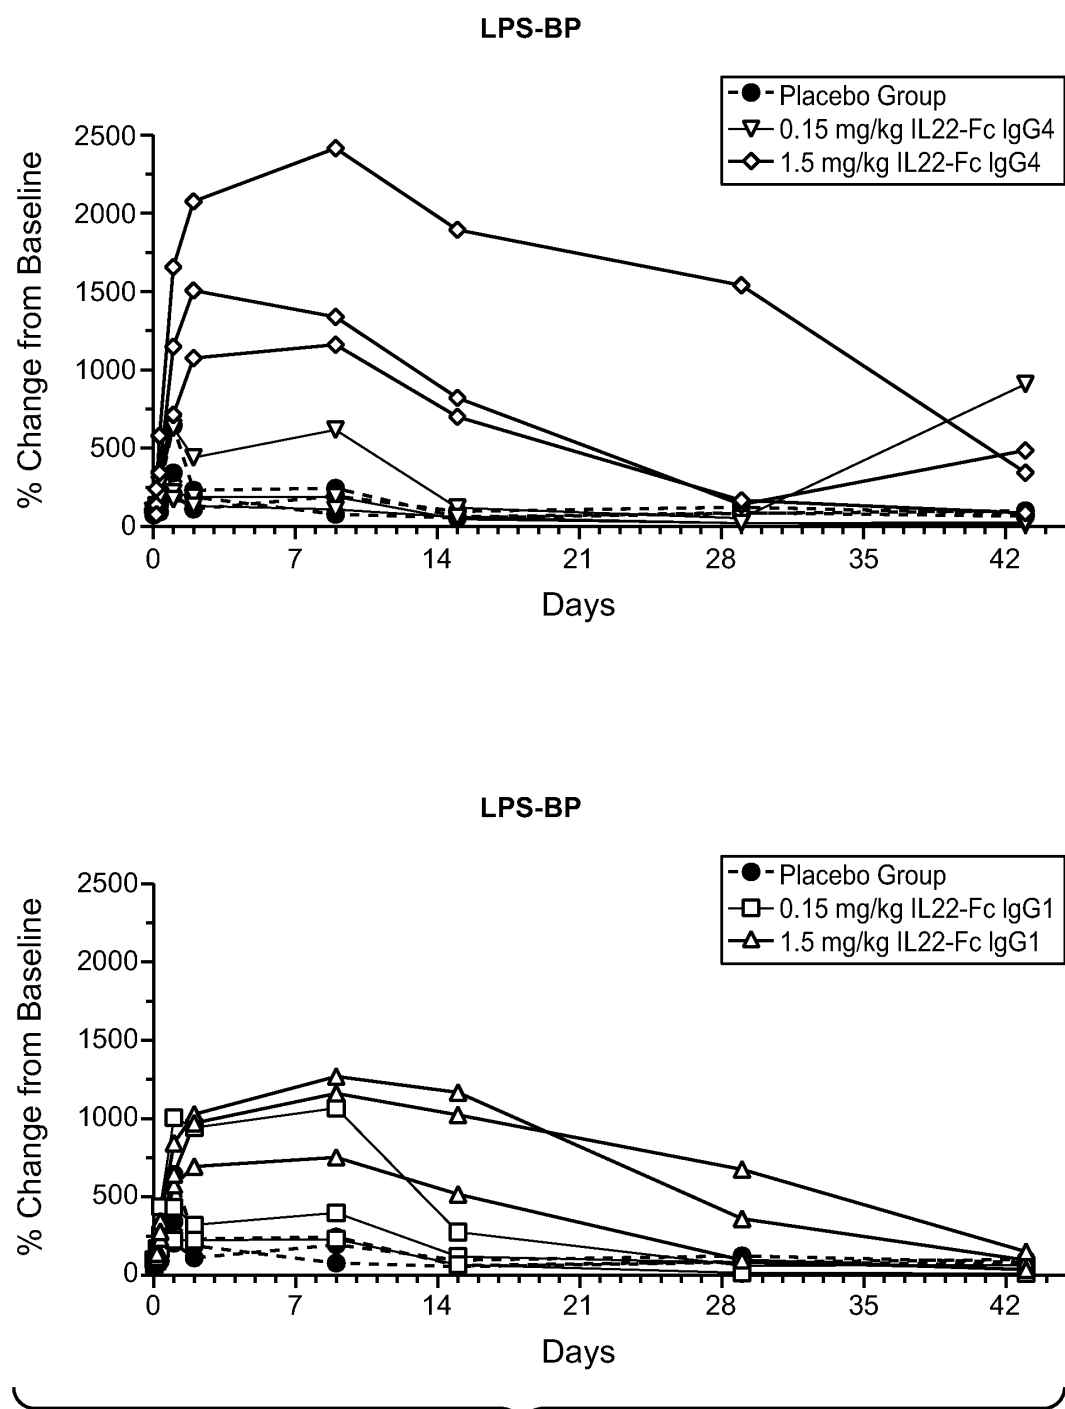 LPS-BP
Placebo Group
0.15 mg/kg IL22-Fc IgG4
1.5 mg/kg IL22-Fc IgG4
% Change from Baseline
2500
2000
1500
1000
500
0
0 7 14 21 28 35 42
Days
LPS-BP
Placebo Group
0.15 mg/kg IL22-Fc IgG1
1.5 mg/kg IL22-Fc IgG1
% Change from Baseline
2500
2000
1500
1000
500
0
0 7 14 21 28 35 42
Days